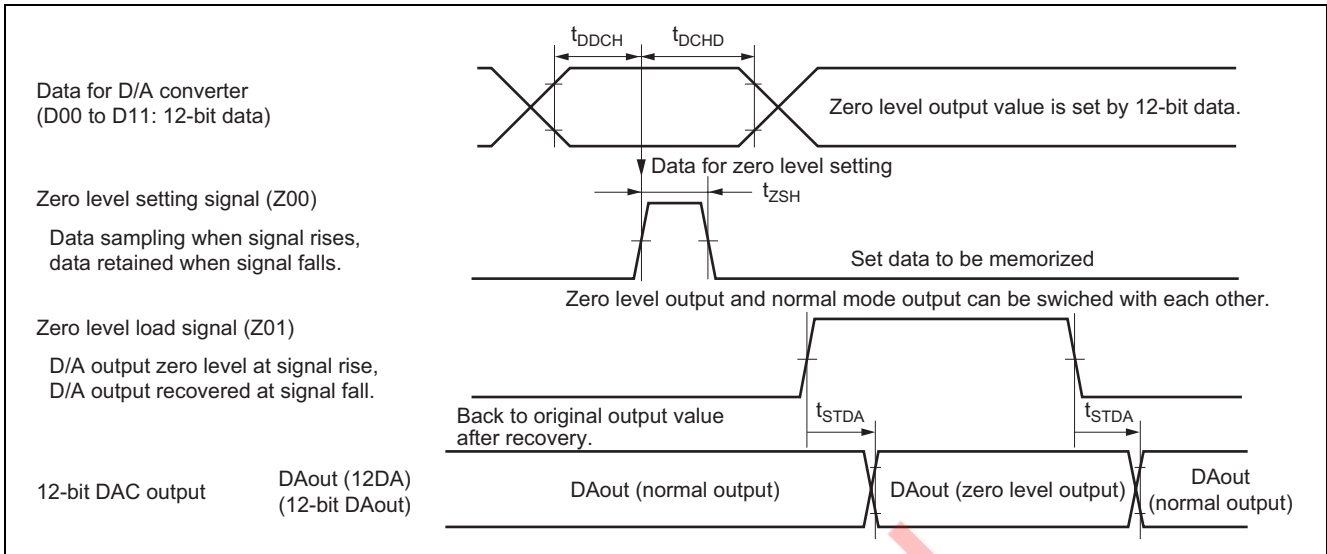 tDDCH
tDCHD
Data for D/A converter
(D00 to D11: 12-bit data)
Zero level output value is set by 12-bit data.
Data for zero level setting
tZSH
Zero level setting signal (Z00)
Data sampling when signal rises,
data retained when signal falls.
Set data to be memorized
Zero level output and normal mode output can be swiched with each other.
Zero level load signal (Z01)
D/A output zero level at signal rise,
D/A output recovered at signal fall.
Back to original output value
after recovery.
tSTDA
tSTDA
12-bit DAC output
DAout (12DA)
(12-bit DAout)
DAout (normal output)
DAout (zero level output)
DAout
(normal output)